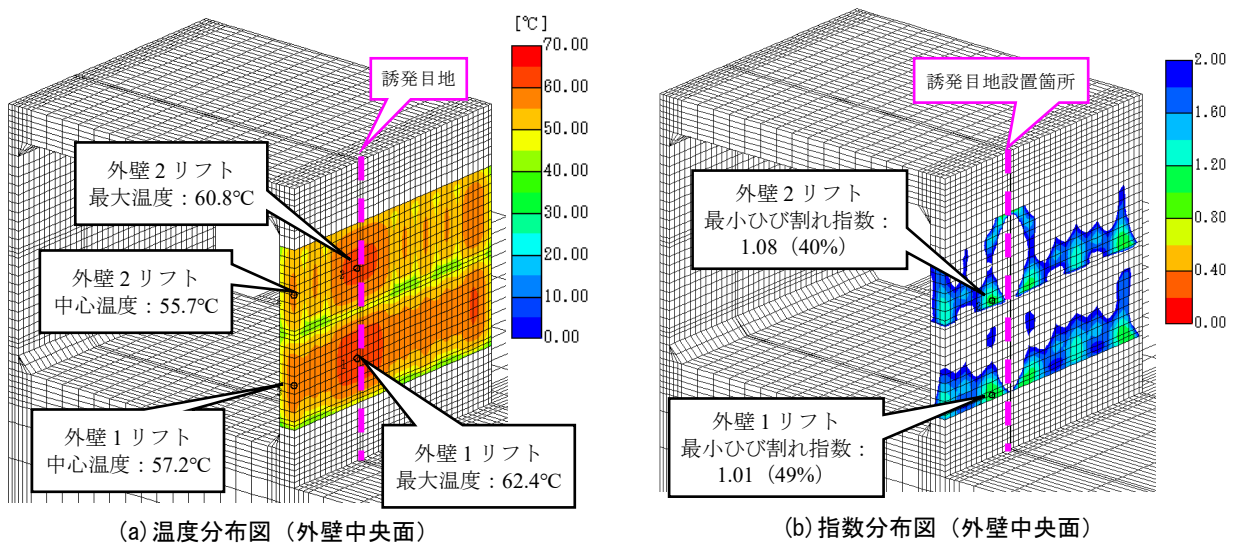 [℃]
70.00
60.00
50.00
40.00
30.00
20.00
10.00
0.00
誘発目地
外壁 2 リフト
最大温度：60.8℃
外壁 2 リフト
中心温度：55.7℃
外壁 1 リフト
中心温度：57.2℃
外壁 1 リフト
最大温度：62.4℃
(a)温度分布図（外壁中央面）
2.00
1.60
1.20
0.80
0.40
0.00
誘発目地設置箇所
外壁 2 リフト
最小ひび割れ指数：
1.08（40%）
外壁 1 リフト
最小ひび割れ指数：
1.01（49%）
(b)指数分布図（外壁中央面）